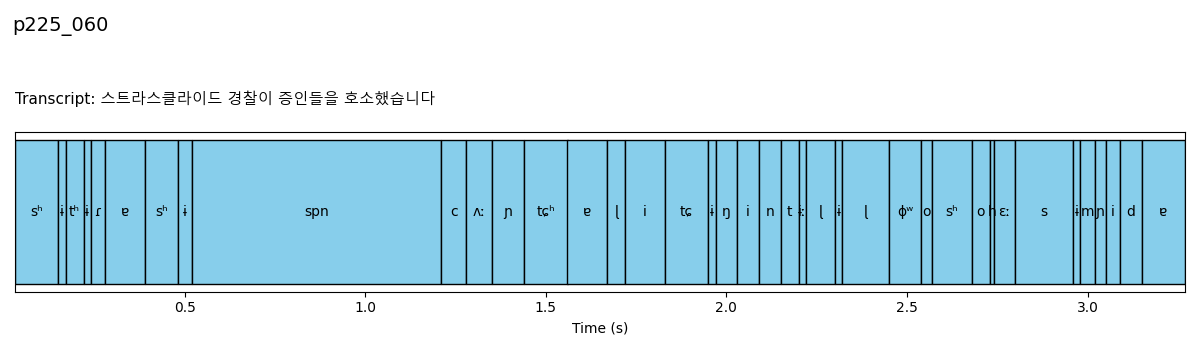 p225_060
Transcript: 스트라스클라이드 경찰이 증인들을 호소했습니다
sʰ ɨ tʰ ɨ ɾ ɐ sʰ ɨ spn c ʌː ɲ tɕʰ ɐ ɭ i tɕ ɨ ŋ i n t ɨː ɭ ɨ ɭ ɸʷ o sʰ o h ɛː s ɨ m ɲ i d ɐ
0.5 1.0 1.5 2.0 2.5 3.0
Time (s)